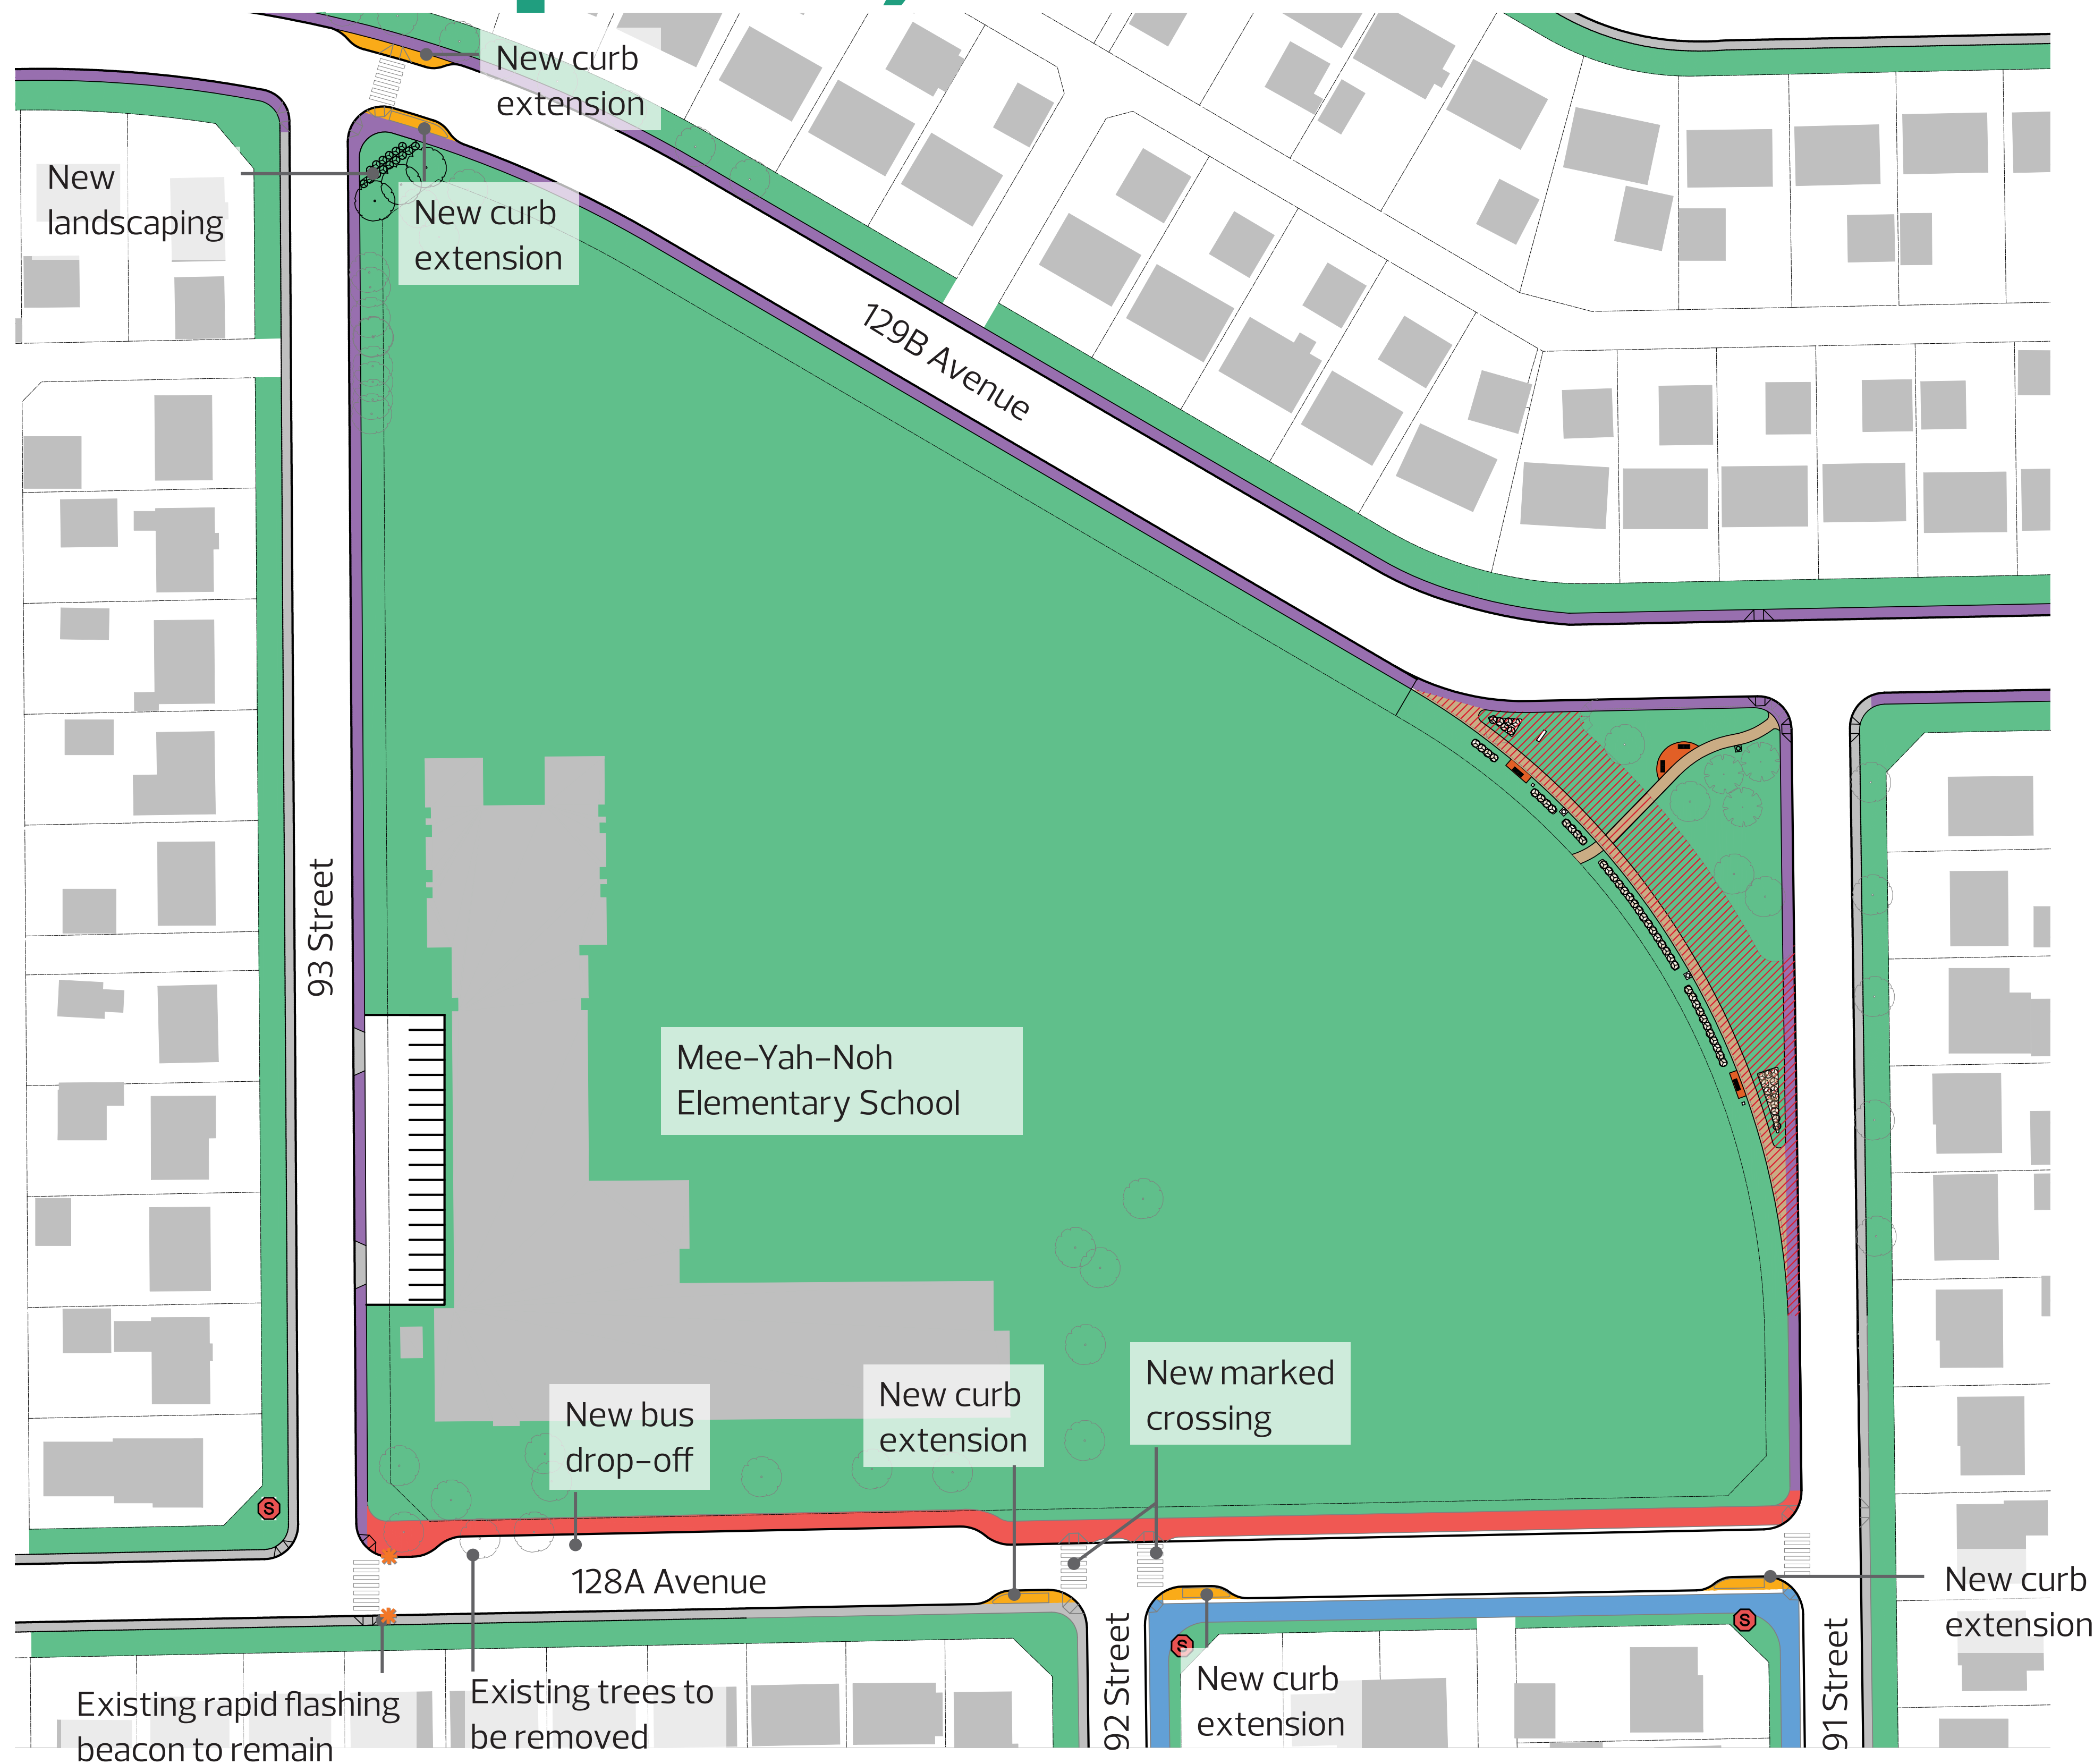 New curb
extension
New
landscaping
New curb
extension
129B Avenue
93 Street
Mee-Yah-Noh
Elementary School
New marked
crossing
New curb
extension
New bus
drop-off
S
128A Avenue
New curb
extension
S
S
92 Street
91 Street
New curb
extension
Existing trees to
be removed
Existing rapid flashing
beacon to remain